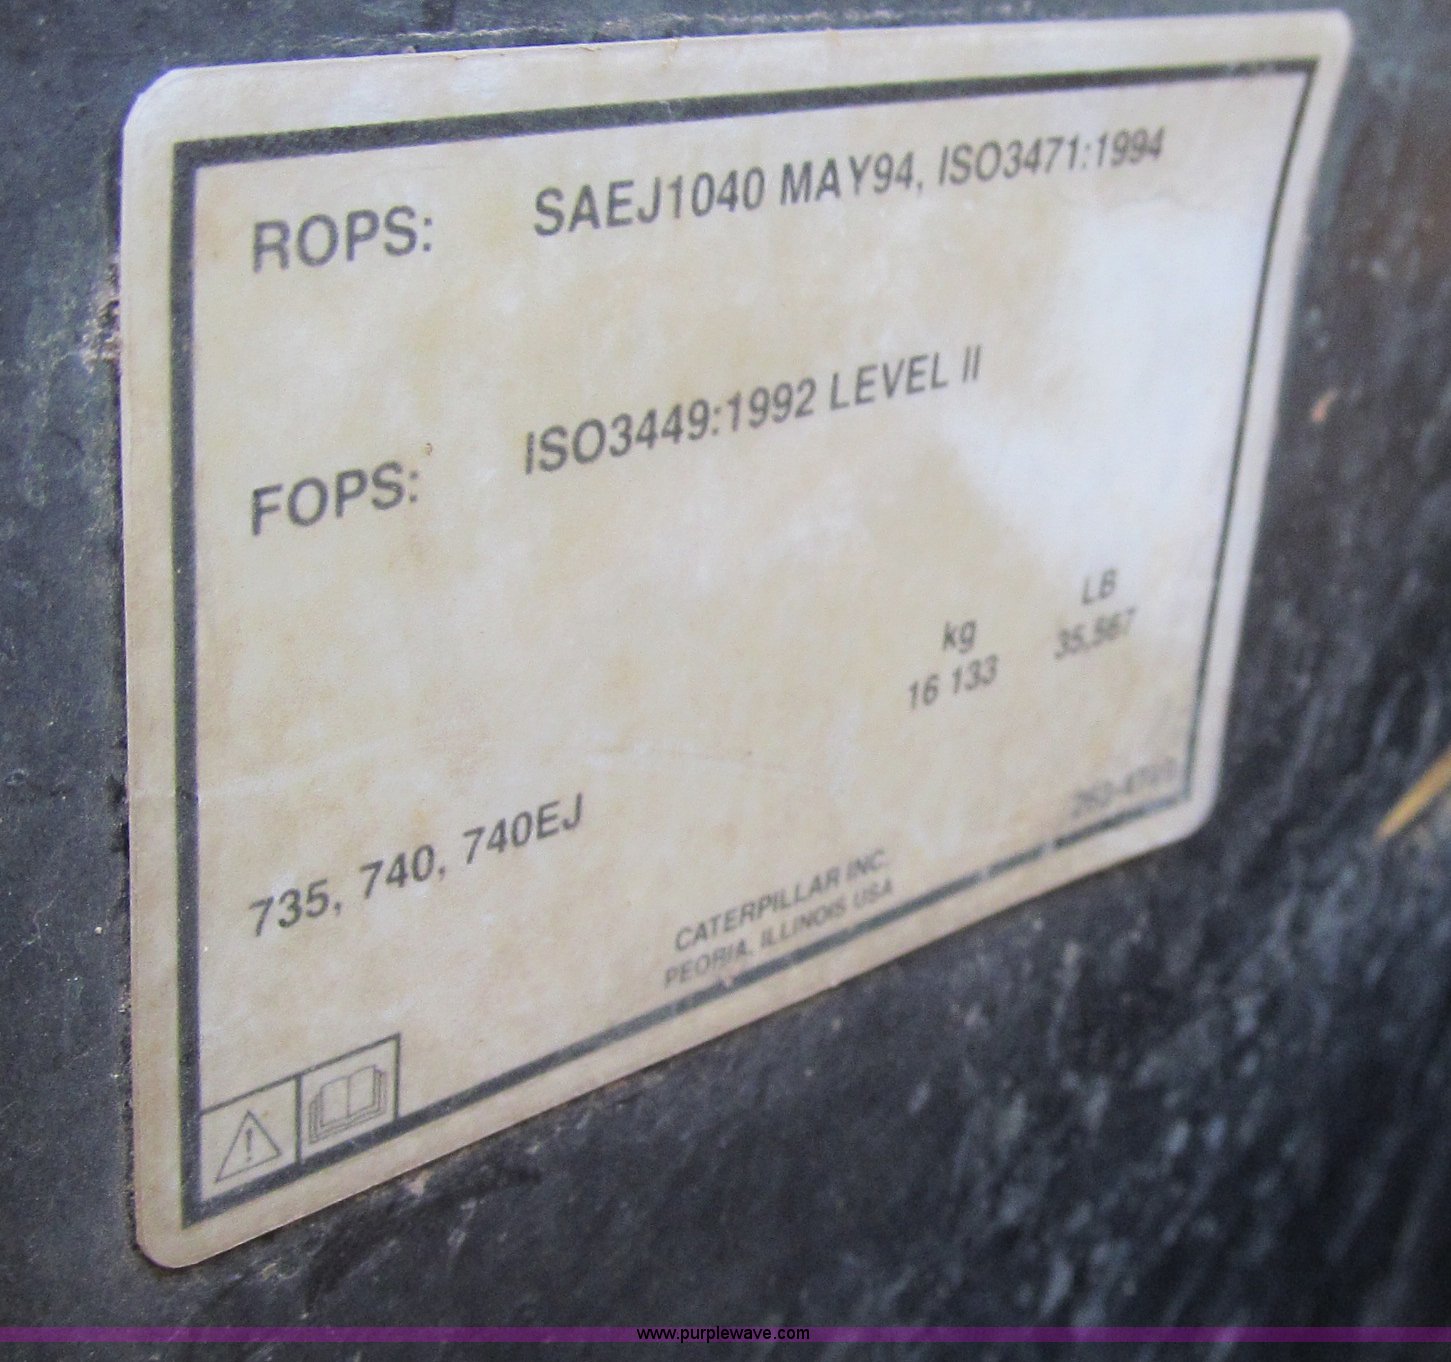 ROPS: SAEJ1040 MAY94, ISO3471:1994
FOPS: ISO3449:1992 LEVEL II
kg LB
16 133 35,567
735, 740, 740EJ
CATERPILLAR INC.
PEORIA, ILLINOIS USA
www.purplewave.com